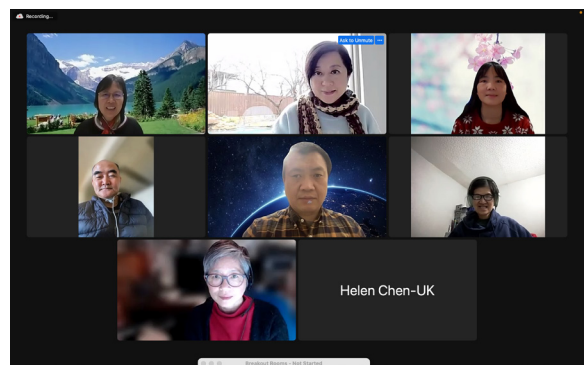 Recording...
Ask to Unmute
Helen Chen-UK
Breakout Rooms - Not Started